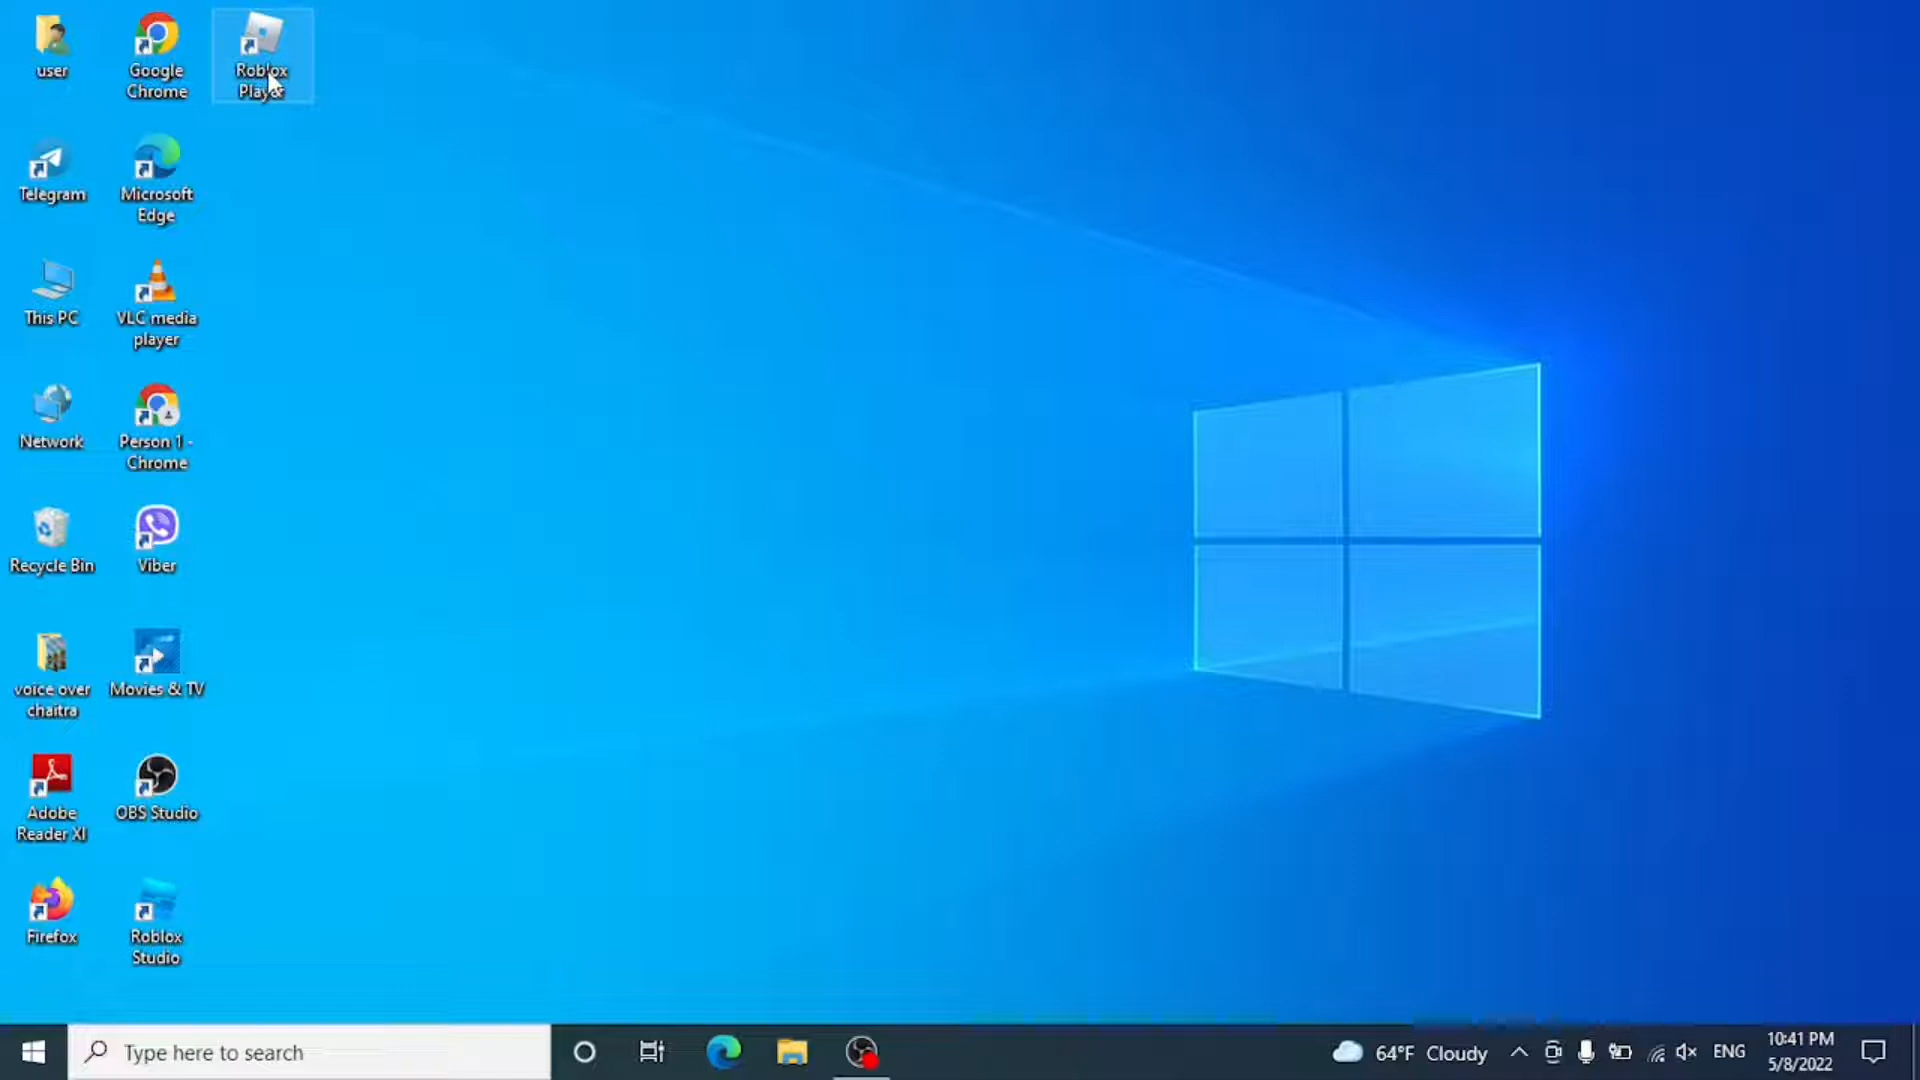 user
Google
Chrome
Roblox
Player
Telegram
Microsoft
Edge
This PC
VLC media
player
Network
Person 1 -
Chrome
Recycle Bin
Viber
voice over
chaitra
Movies & TV
Adobe
Reader XI
OBS Studio
Firefox
Roblox
Studio
Type here to search
64°F Cloudy
ENG
10:41 PM
5/8/2022